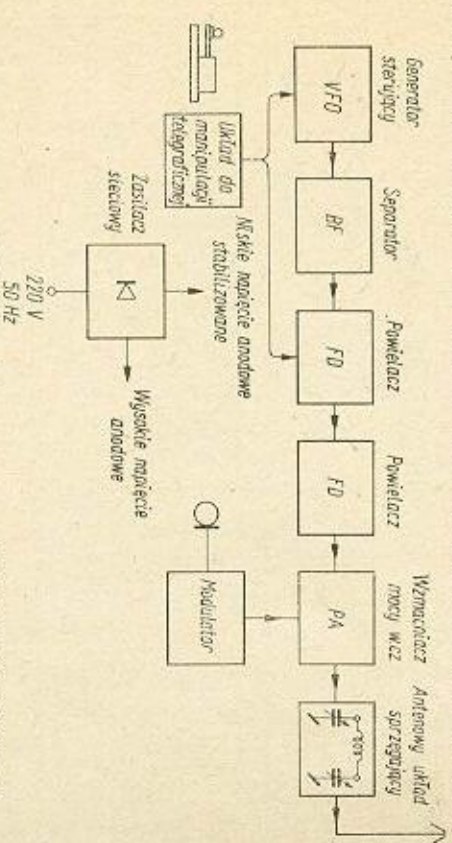 Generator
sterujący
Separator
Powielacz
Powielacz
Wzmacniacz
mocy w.cz
Antenowy układ
sprzęgający
VFO
BF
FD
FD
PA
Układ do
manipulacji
telegraficznej
Niskie napięcie anodowe
stabilizowane
Modulator
Zasilacz
sieciowy
Wysokie napięcie
anodowe
220 V
50 Hz